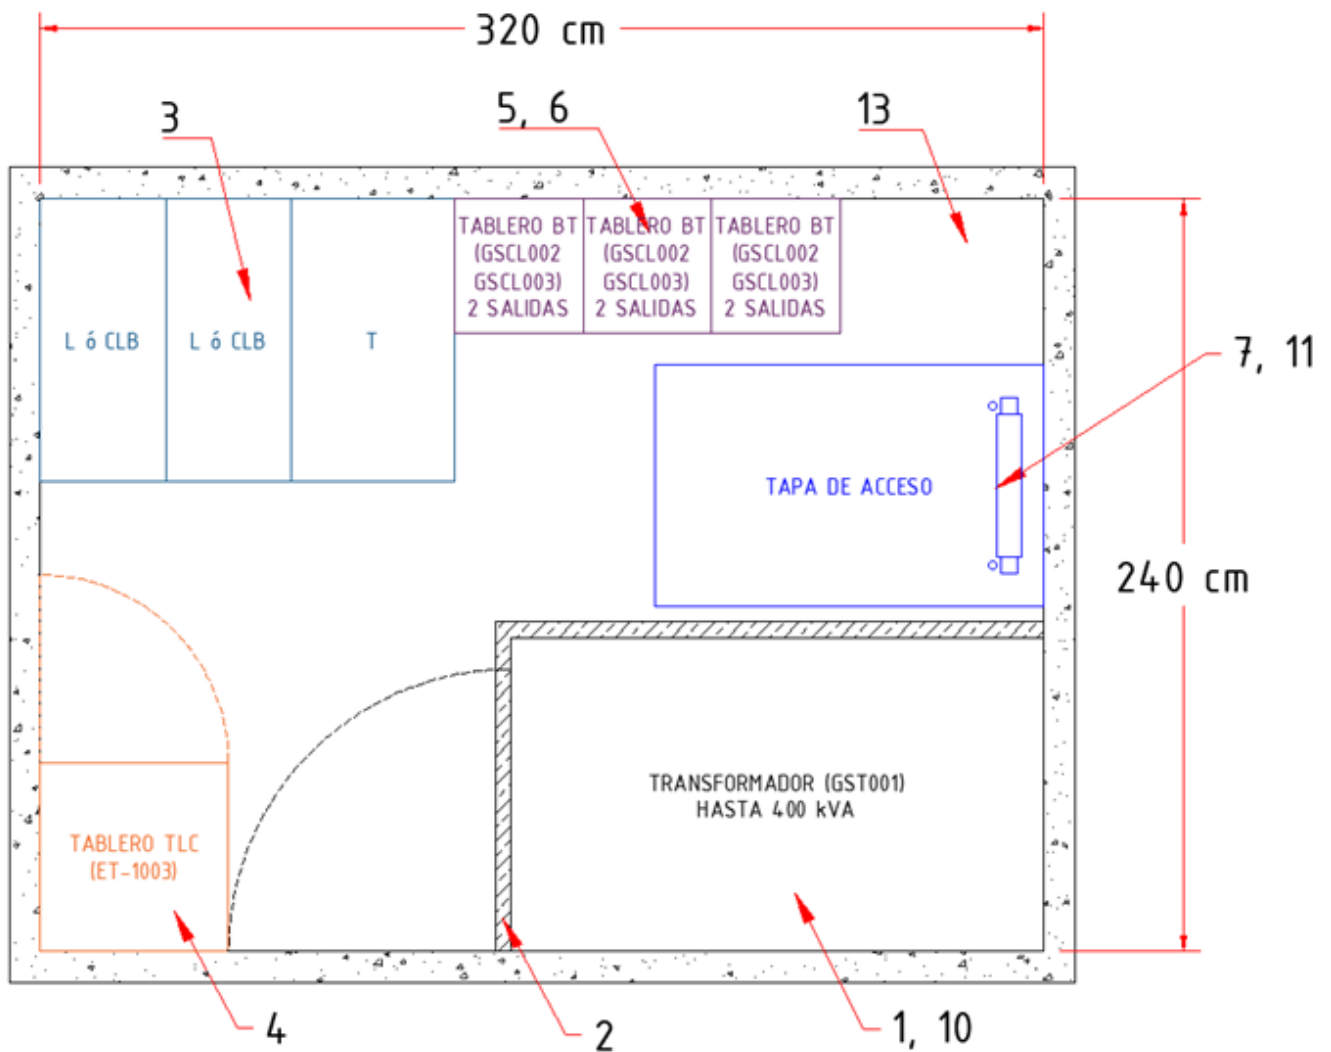 320 cm
3
5, 6
13
TABLERO BT
(GSCL002
GSCL003)
2 SALIDAS
TABLERO BT
(GSCL002
GSCL003)
2 SALIDAS
TABLERO BT
(GSCL002
GSCL003)
2 SALIDAS
L ó CLB
L ó CLB
T
7, 11
TAPA DE ACCESO
240 cm
TRANSFORMADOR (GST001)
HASTA 400 kVA
TABLERO TLC
(ET-1003)
4
2
1, 10